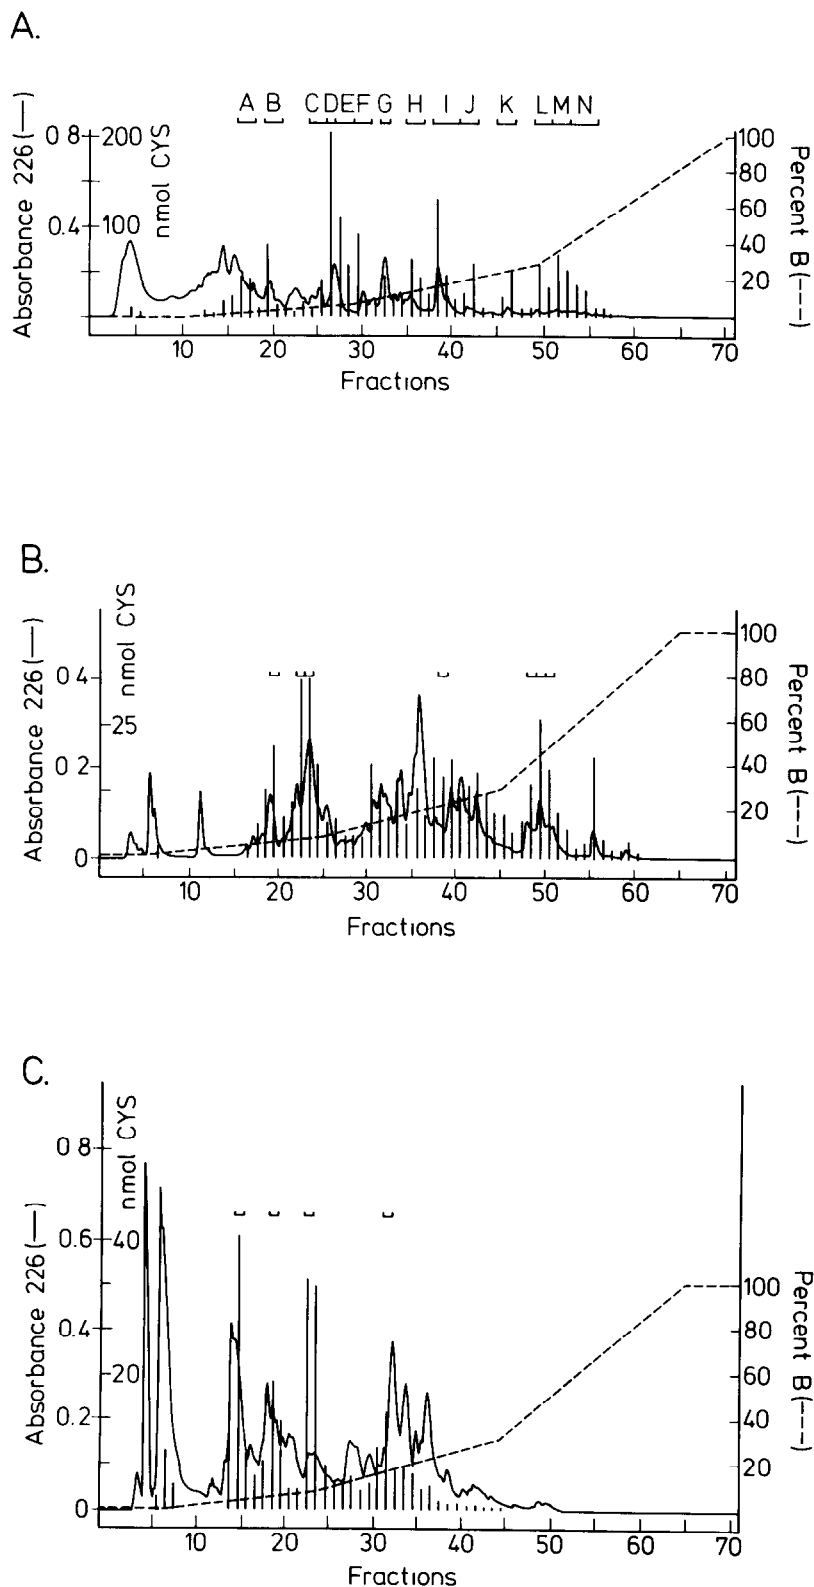 A.
A B C D E F G H I J K L M N
Absorbance 226 (—)
0 8
0.4
200
100
nmol CYS
100
80
60
40
20
Percent B (---)
10 20 30 40 50 60 70
Fractions
B.
Absorbance 226 (—)
0 4
0 2
0
nmol CYS
25
100
80
60
40
20
Percent B (---)
10 20 30 40 50 60 70
Fractions
C.
Absorbance 226 (—)
0 8
0.6
0.4
0.2
0
nmol CYS
40
20
100
80
60
40
20
Percent B (---)
10 20 30 40 50 60 70
Fractions